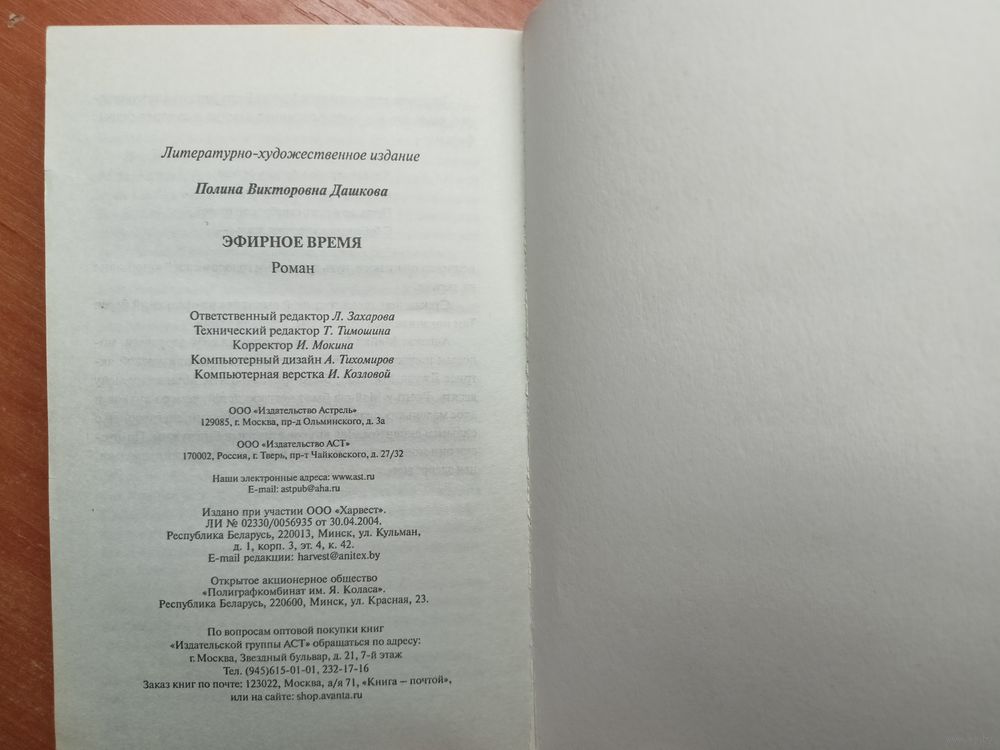 Литературно-художественное издание
Полина Викторовна Дашкова
ЭФИРНОЕ ВРЕМЯ
Роман
Ответственный редактор Л. Захарова
Технический редактор Т. Тимошина
Корректор И. Мокина
Компьютерный дизайн А. Тихомиров
Компьютерная верстка И. Козловой
ООО «Издательство Астрель»
129085, г. Москва, пр-д Ольминского, д. 3а
ООО «Издательство АСТ»
170002, Россия, г. Тверь, пр-т Чайковского, д. 27/32
Наши электронные адреса: www.ast.ru
E-mail: astpub@aha.ru
Издано при участии ООО «Харвест».
ЛИ № 02330/0056935 от 30.04.2004.
Республика Беларусь, 220013, Минск, ул. Кульман,
д. 1, корп. 3, эт. 4, к. 42.
E-mail редакции: harvest@anitex.by
Открытое акционерное общество
«Полиграфкомбинат им. Я. Коласа».
Республика Беларусь, 220600, Минск, ул. Красная, 23.
По вопросам оптовой покупки книг
«Издательской группы АСТ» обращаться по адресу:
г. Москва, Звездный бульвар, д. 21, 7-й этаж
Тел. (945)615-01-01, 232-17-16
Заказ книг по почте: 123022, Москва, а/я 71, «Книга – почтой»,
или на сайте: shop.avanta.ru